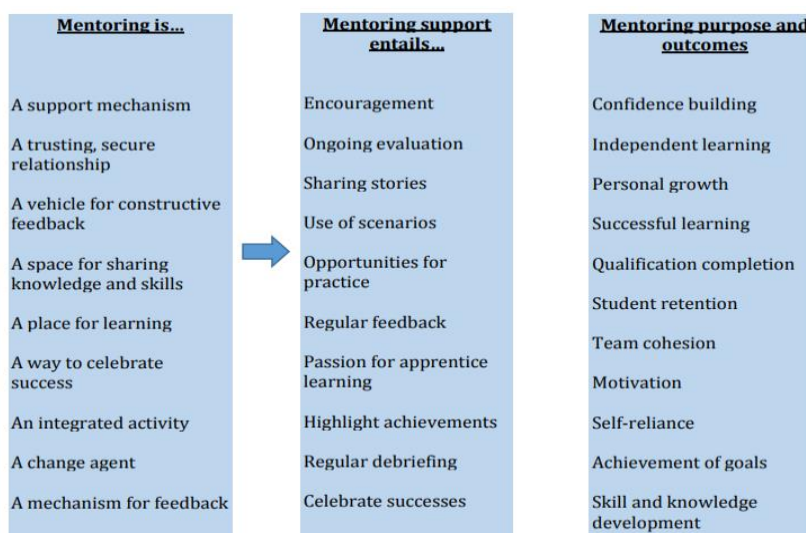 Mentoring is…
A support mechanism
A trusting, secure
relationship
A vehicle for constructive
feedback
A space for sharing
knowledge and skills
A place for learning
A way to celebrate
success
An integrated activity
A change agent
A mechanism for feedback
Mentoring support
entails…
Encouragement
Ongoing evaluation
Sharing stories
Use of scenarios
Opportunities for
practice
Regular feedback
Passion for apprentice
learning
Highlight achievements
Regular debriefing
Celebrate successes
Mentoring purpose and
outcomes
Confidence building
Independent learning
Personal growth
Successful learning
Qualification completion
Student retention
Team cohesion
Motivation
Self-reliance
Achievement of goals
Skill and knowledge
development